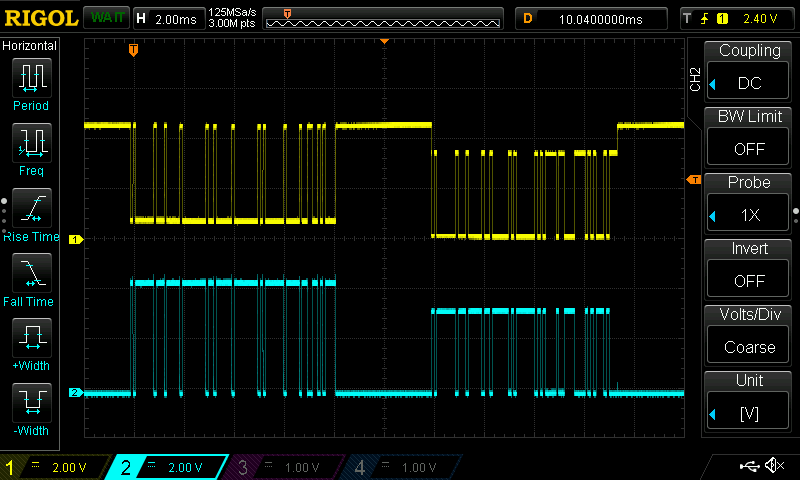 RIGOL WAIT H 2.00ms 125MSa/s 3.00M pts T D 10.0400000ms T 1 2.40 V
Horizontal
Period
Freq
Rise Time
Fall Time
+Width
-Width
T
T
1
2
CH2
Coupling
DC
BW Limit
OFF
Probe
1X
Invert
OFF
Volts/Div
Coarse
Unit
[V]
1 2.00 V 2 2.00 V 3 1.00 V 4 1.00 V